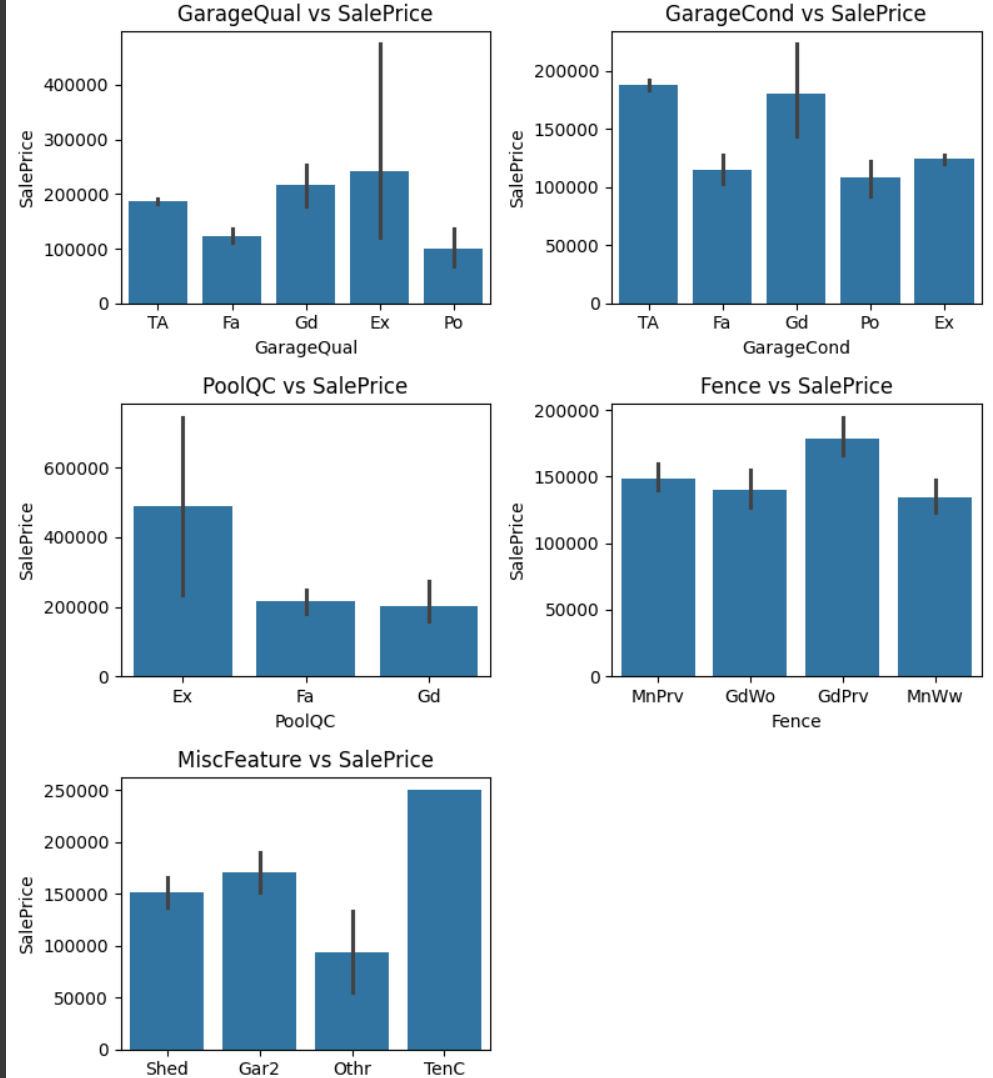 GarageQual vs SalePrice
SalePrice
400000
300000
200000
100000
0
TA Fa Gd Ex Po
GarageQual
GarageCond vs SalePrice
SalePrice
200000
150000
100000
50000
0
TA Fa Gd Po Ex
GarageCond
PoolQC vs SalePrice
SalePrice
600000
400000
200000
0
Ex Fa Gd
PoolQC
Fence vs SalePrice
SalePrice
200000
150000
100000
50000
0
MnPrv GdWo GdPrv MnWw
Fence
MiscFeature vs SalePrice
SalePrice
250000
200000
150000
100000
50000
0
Shed Gar2 Othr TenC